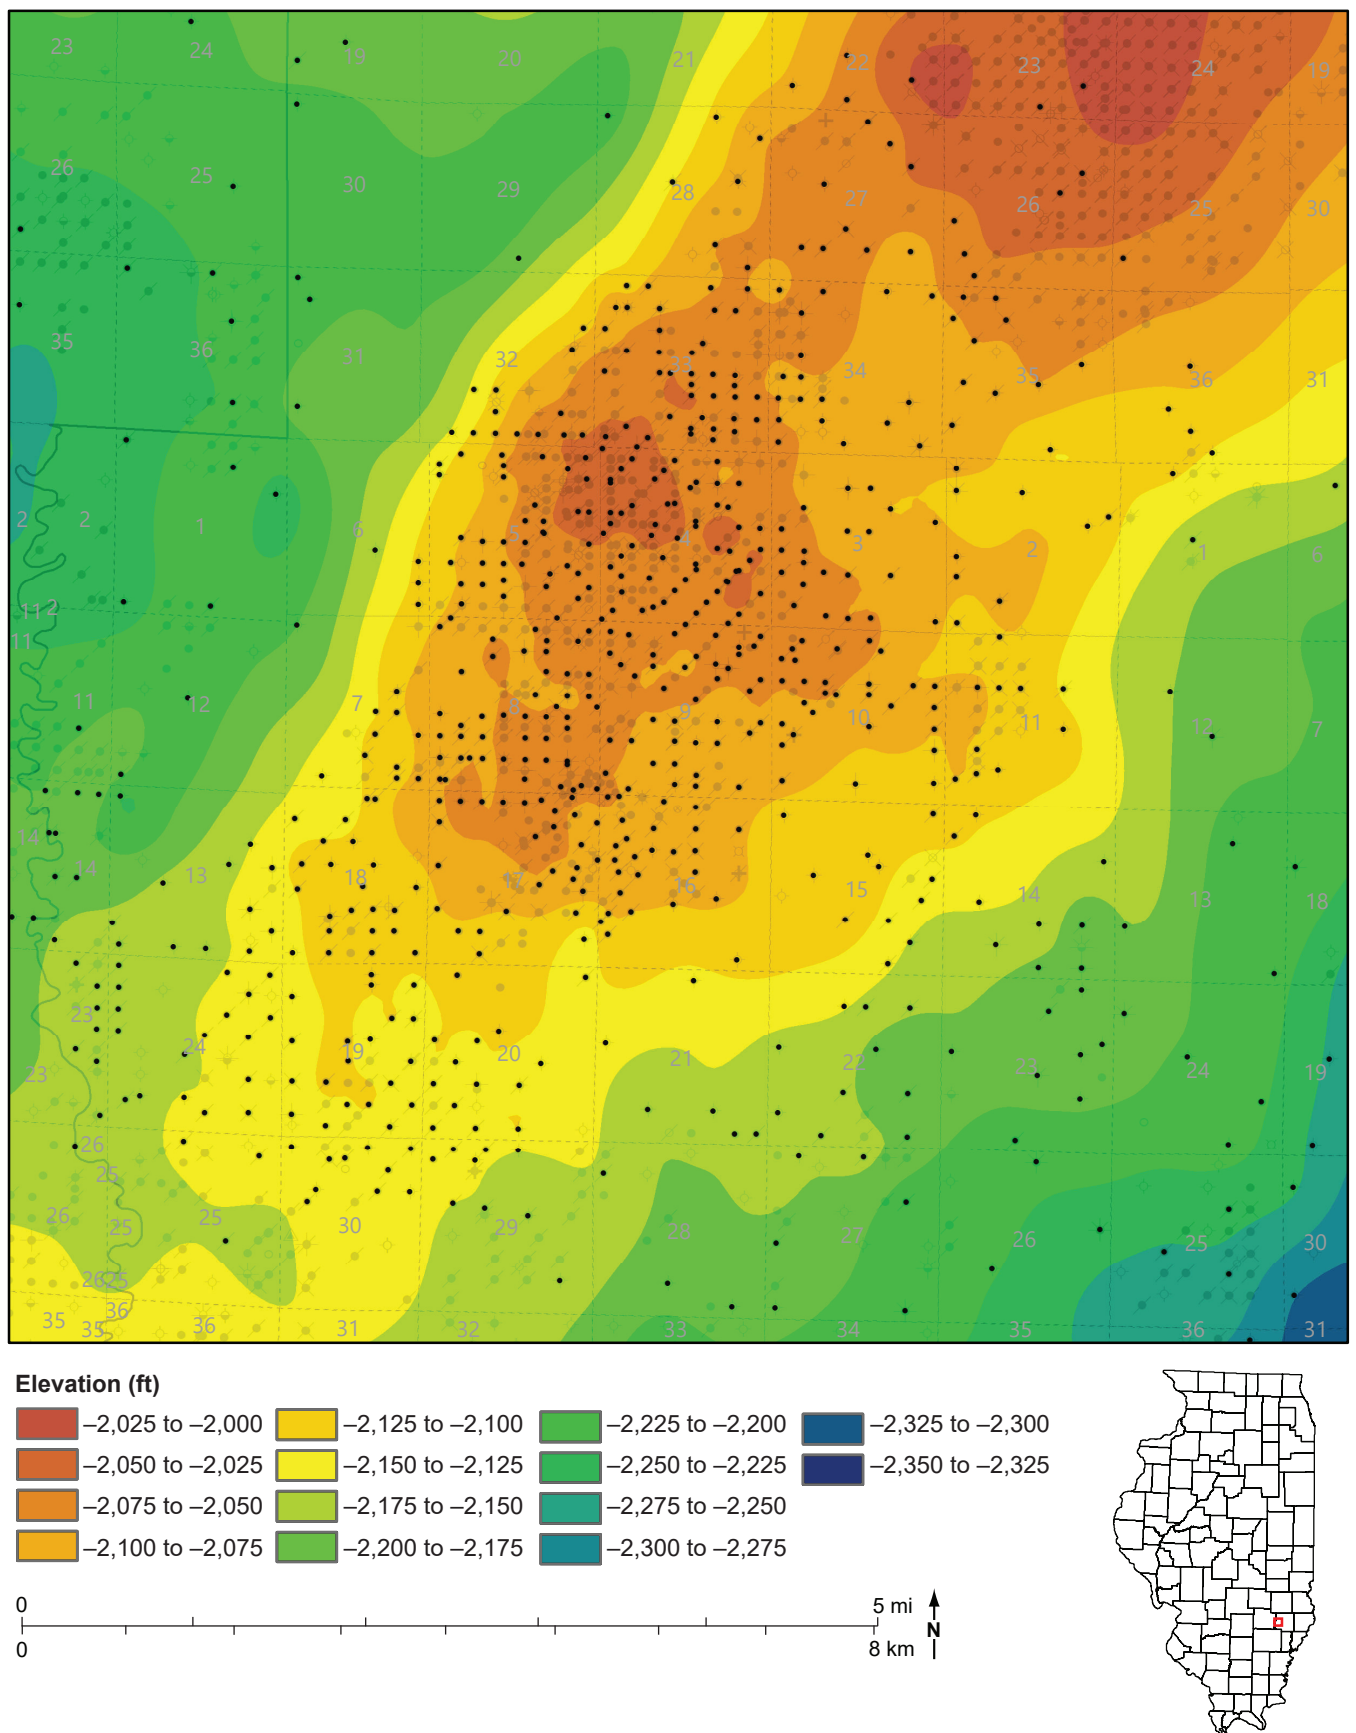 23 24 19 20 21 22 23 24 19
26 25 30 29 28 27 26 25 30
35 36 31 32 33 34 35 36 31
2 2 1 6 5 4 3 2 1 6
11 2
11
11 12 7 8 9 10 11 12 7
14 14 13 18 17 16 15 14 13 18
23 24 19 20 21 22 23 24 19
23
26 25 30 29 28 27 26 25 30
25
26 25
26 25
36
35 35 36 31 32 33 34 35 36 31
Elevation (ft)
–2,025 to –2,000 –2,125 to –2,100 –2,225 to –2,200 –2,325 to –2,300
–2,050 to –2,025 –2,150 to –2,125 –2,250 to –2,225 –2,350 to –2,325
–2,075 to –2,050 –2,175 to –2,150 –2,275 to –2,250
–2,100 to –2,075 –2,200 to –2,175 –2,300 to –2,275
0 5 mi
0 8 km
N